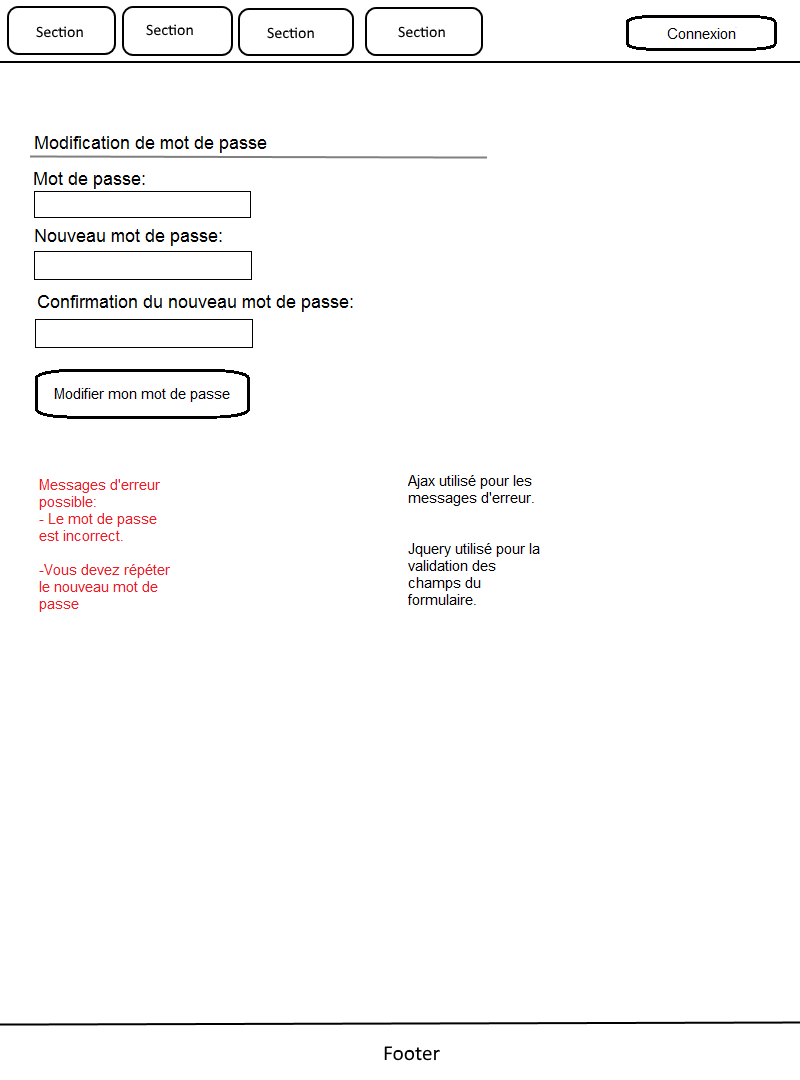 Section
Section
Section
Section
Connexion
Modification de mot de passe
Mot de passe:
Nouveau mot de passe:
Confirmation du nouveau mot de passe:
Modifier mon mot de passe
Messages d'erreur
possible:
- Le mot de passe
est incorrect.
-Vous devez répéter
le nouveau mot de
passe
Ajax utilisé pour les
messages d'erreur.
Jquery utilisé pour la
validation des
champs du
formulaire.
Footer